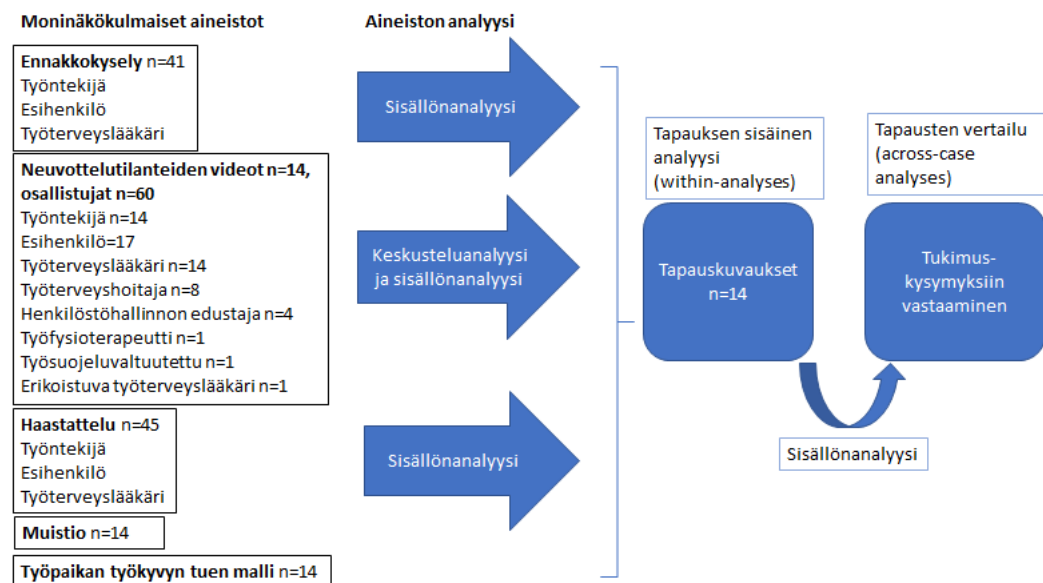 Moninäkökulmaiset aineistot
Ennakkokysely n=41
Työntekijä
Esihenkilö
Työterveyslääkäri
Neuvottelutilanteiden videot n=14,
osallistujat n=60
Työntekijä n=14
Esihenkilö=17
Työterveyslääkäri n=14
Työterveyshoitaja n=8
Henkilöstöhallinnon edustaja n=4
Työfysioterapeutti n=1
Työsuojeluvaltuutettu n=1
Erikoistuva työterveyslääkäri n=1
Haastattelu n=45
Työntekijä
Esihenkilö
Työterveyslääkäri
Muistio n=14
Työpaikan työkyvyn tuen malli n=14
Aineiston analyysi
Sisällönanalyysi
Keskusteluanalyysi
ja sisällönanalyysi
Sisällönanalyysi
Tapauksen sisäinen
analyysi
(within-analyses)
Tapauskuvaukset
n=14
Tapausten vertailu
(across-case
analyses)
Tukimus-
kysymyksiin
vastaaminen
Sisällönanalyysi